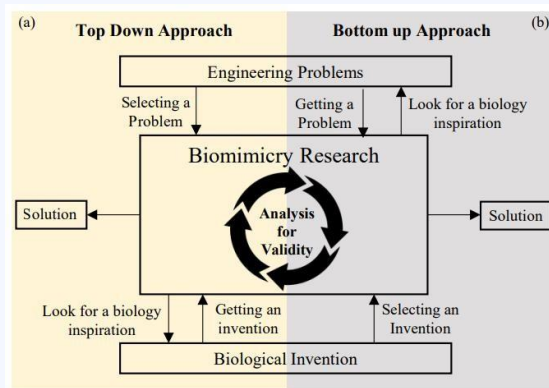 (a)
Top Down Approach
Bottom up Approach
(b)
Engineering Problems
Selecting a
Problem
Getting a
Problem
Look for a biology
inspiration
Biomimicry Research
Analysis
for
Validity
Solution
Solution
Look for a biology
inspiration
Getting an
invention
Selecting an
Invention
Biological Invention